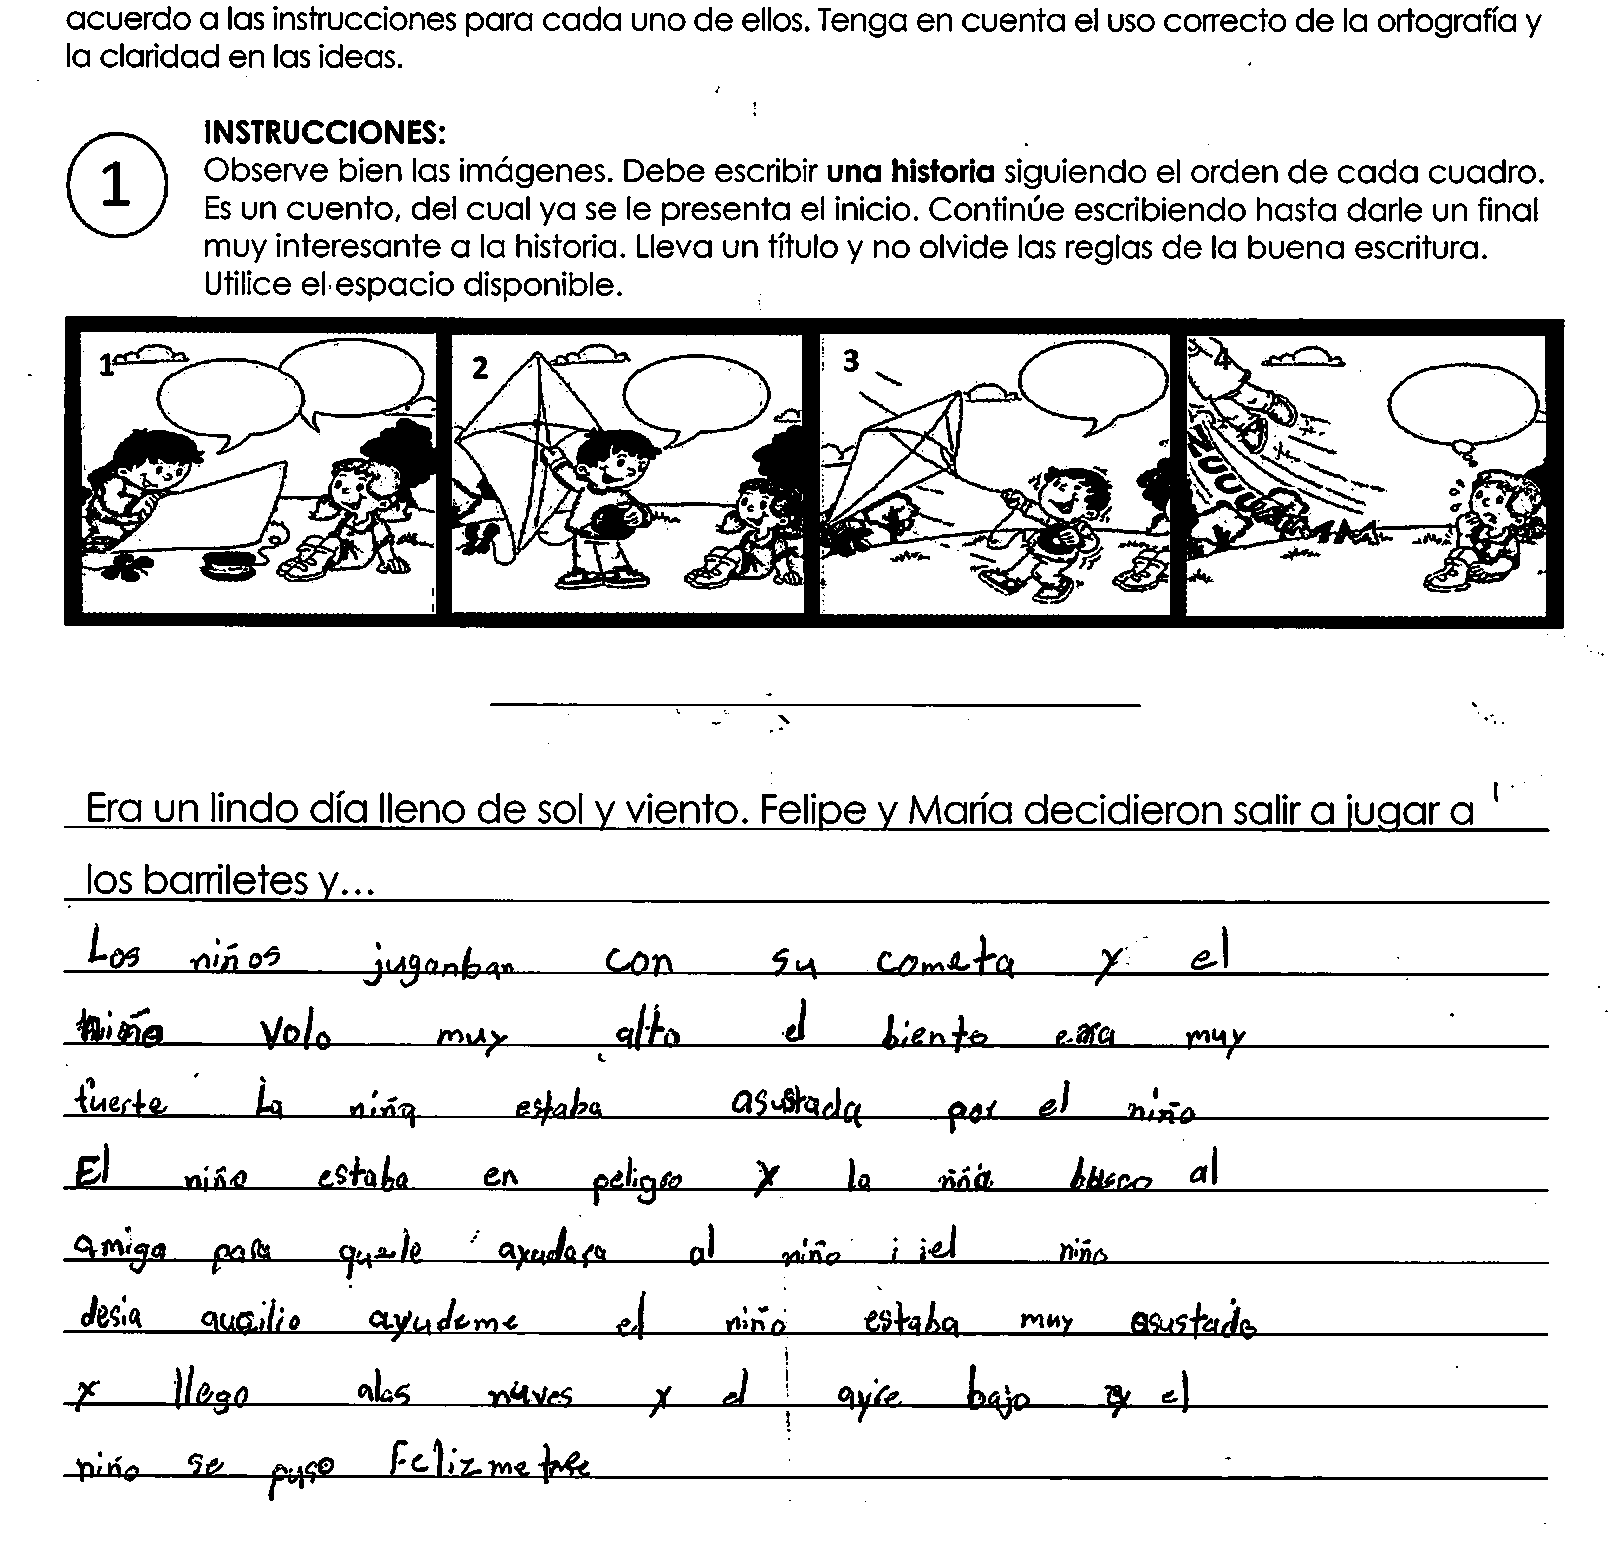 acuerdo a las instrucciones para cada uno de ellos. Tenga en cuenta el uso correcto de la ortografía y
la claridad en las ideas.
1
INSTRUCCIONES:
Observe bien las imágenes. Debe escribir una historia siguiendo el orden de cada cuadro.
Es un cuento, del cual ya se le presenta el inicio. Continúe escribiendo hasta darle un final
muy interesante a la historia. Lleva un título y no olvide las reglas de la buena escritura.
Utilice el espacio disponible.
1 2 3 4
Era un lindo día lleno de sol y viento. Felipe y María decidieron salir a jugar a
los barriletes y...
Los niños juganban con su cometa y el
niño volo muy alto el biento era muy
fuerte La niña estaba asustada por el niño
El niño estaba en peligro y la niña busco al
amigo para que le ayudara al niño i iel niño
desia auxilio ayudeme el niño estaba muy asustado
y llego alas nuves y el ayre bajo y el
niño se puso